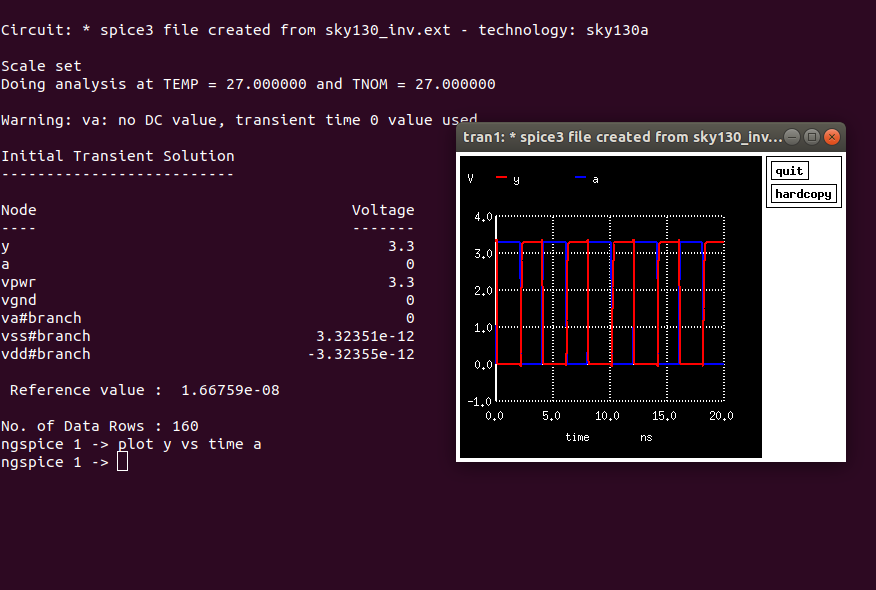 Circuit: * spice3 file created from sky130_inv.ext - technology: sky130a
Scale set
Doing analysis at TEMP = 27.000000 and TNOM = 27.000000
Warning: va: no DC value, transient time 0 value used
Initial Transient Solution
--------------------------
Node Voltage
---- -------
y 3.3
a 0
vpwr 3.3
vgnd 0
va#branch 0
vss#branch 3.32351e-12
vdd#branch -3.32355e-12
Reference value : 1.66759e-08
No. of Data Rows : 160
ngspice 1 -> plot y vs time a
ngspice 1 ->
tran1: * spice3 file created from sky130_inv...
quit
hardcopy
V y a
4.0
3.0
2.0
1.0
0.0
-1.0
0.0 5.0 10.0 15.0 20.0
time ns